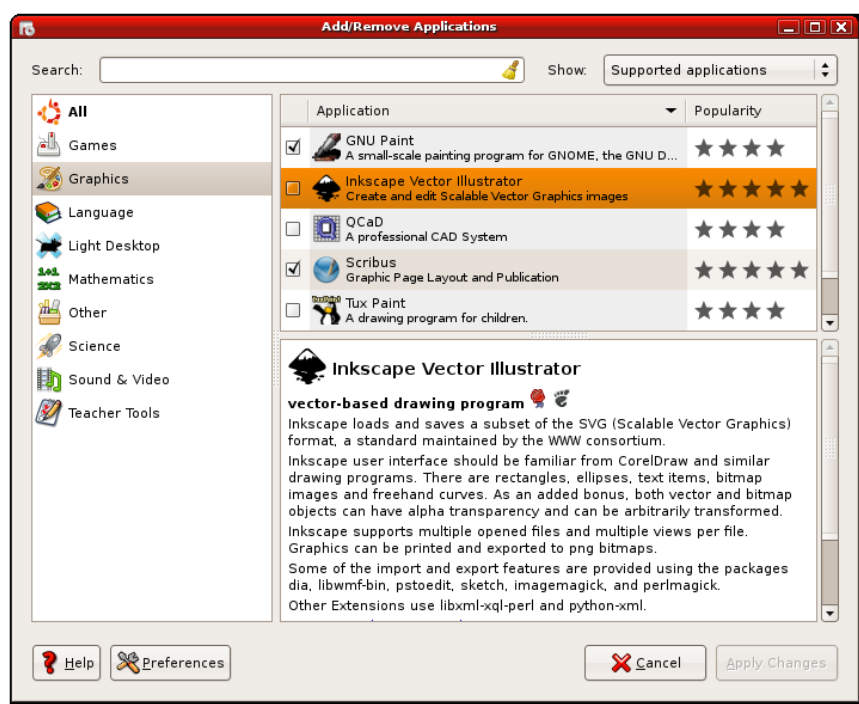 Add/Remove Applications
Search:
Show: Supported applications
All
Games
Graphics
Language
Light Desktop
Mathematics
Other
Science
Sound & Video
Teacher Tools
Application Popularity
GNU Paint
A small-scale painting program for GNOME, the GNU D...
Inkscape Vector Illustrator
Create and edit Scalable Vector Graphics images
QCaD
A professional CAD System
Scribus
Graphic Page Layout and Publication
Tux Paint
A drawing program for children.
Inkscape Vector Illustrator
vector-based drawing program
Inkscape loads and saves a subset of the SVG (Scalable Vector Graphics)
format, a standard maintained by the WWW consortium.
Inkscape user interface should be familiar from CorelDraw and similar
drawing programs. There are rectangles, ellipses, text items, bitmap
images and freehand curves. As an added bonus, both vector and bitmap
objects can have alpha transparency and can be arbitrarily transformed.
Inkscape supports multiple opened files and multiple views per file.
Graphics can be printed and exported to png bitmaps.
Some of the import and export features are provided using the packages
dia, libwmf-bin, pstoedit, sketch, imagemagick, and perlmagick.
Other Extensions use libxml-xql-perl and python-xml.
Help
Preferences
Cancel
Apply Changes